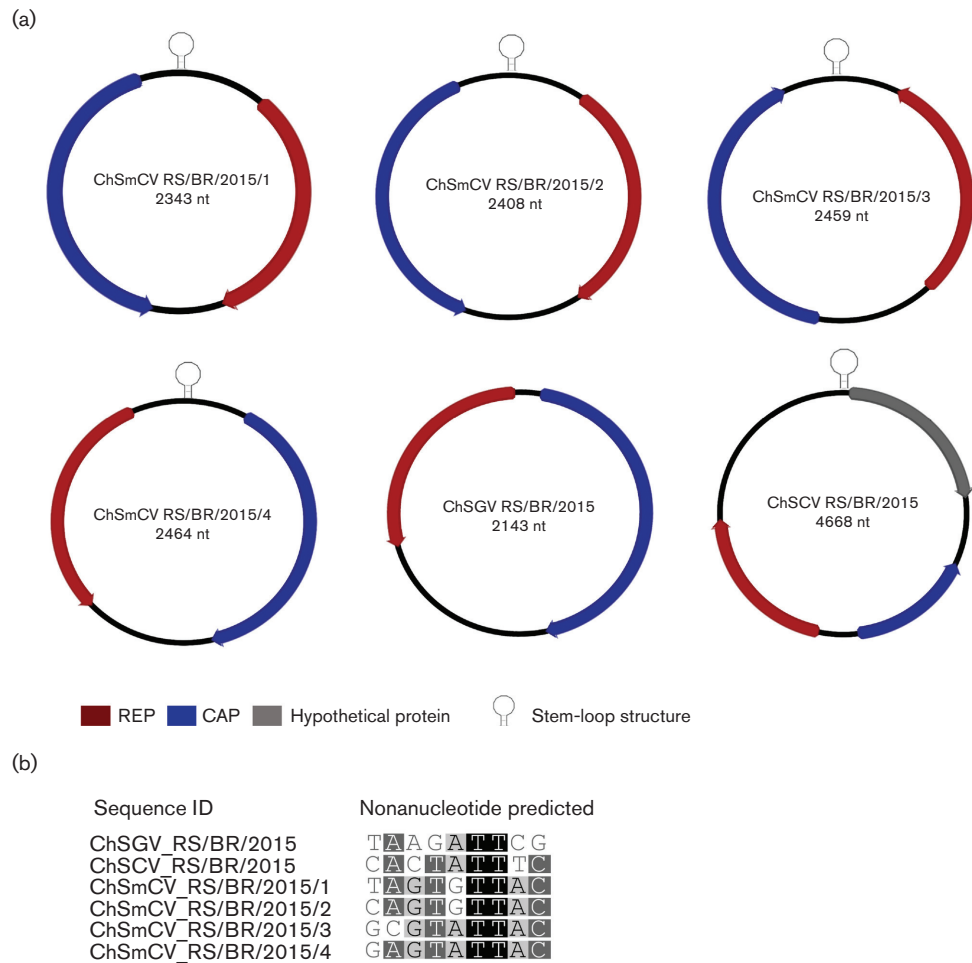 (a)
ChSmCV RS/BR/2015/1
2343 nt
ChSmCV RS/BR/2015/2
2408 nt
ChSmCV RS/BR/2015/3
2459 nt
ChSmCV RS/BR/2015/4
2464 nt
ChSGV RS/BR/2015
2143 nt
ChSCV RS/BR/2015
4668 nt
REP CAP Hypothetical protein Stem-loop structure
(b)
Sequence ID Nonanucleotide predicted
ChSGV_RS/BR/2015 TAAGATTCG
ChSCV_RS/BR/2015 CACTATTTC
ChSmCV_RS/BR/2015/1 TAGTGTTAC
ChSmCV_RS/BR/2015/2 CAGTGTTAC
ChSmCV_RS/BR/2015/3 GCGTATTAC
ChSmCV_RS/BR/2015/4 GAGTATTAC